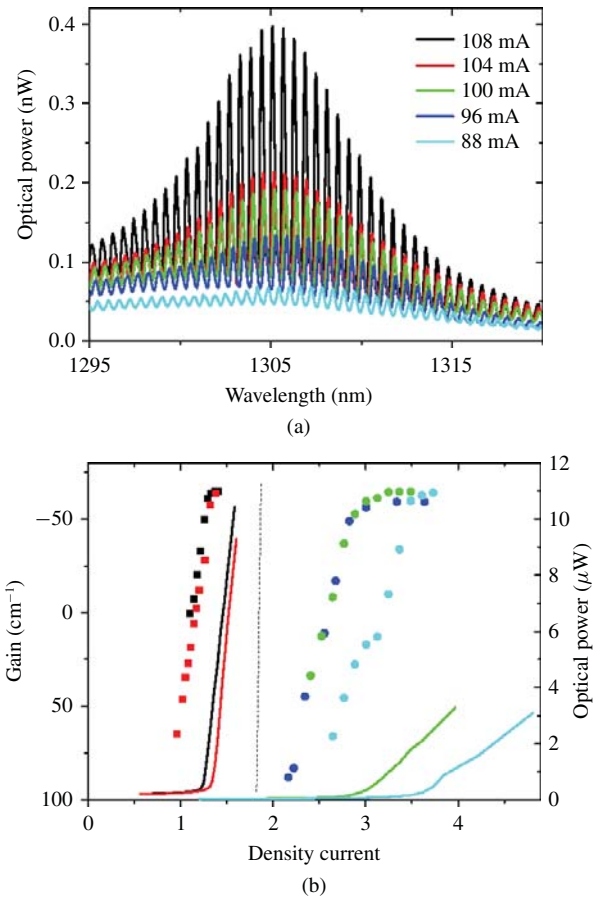 0.4
0.3
0.2
0.1
0.0
Optical power (nW)
108 mA
104 mA
100 mA
96 mA
88 mA
1295
1305
1315
Wavelength (nm)
(a)
−50
0
50
100
Gain (cm−1)
12
10
8
6
4
2
0
Optical power (μW)
0
1
2
3
4
Density current
(b)